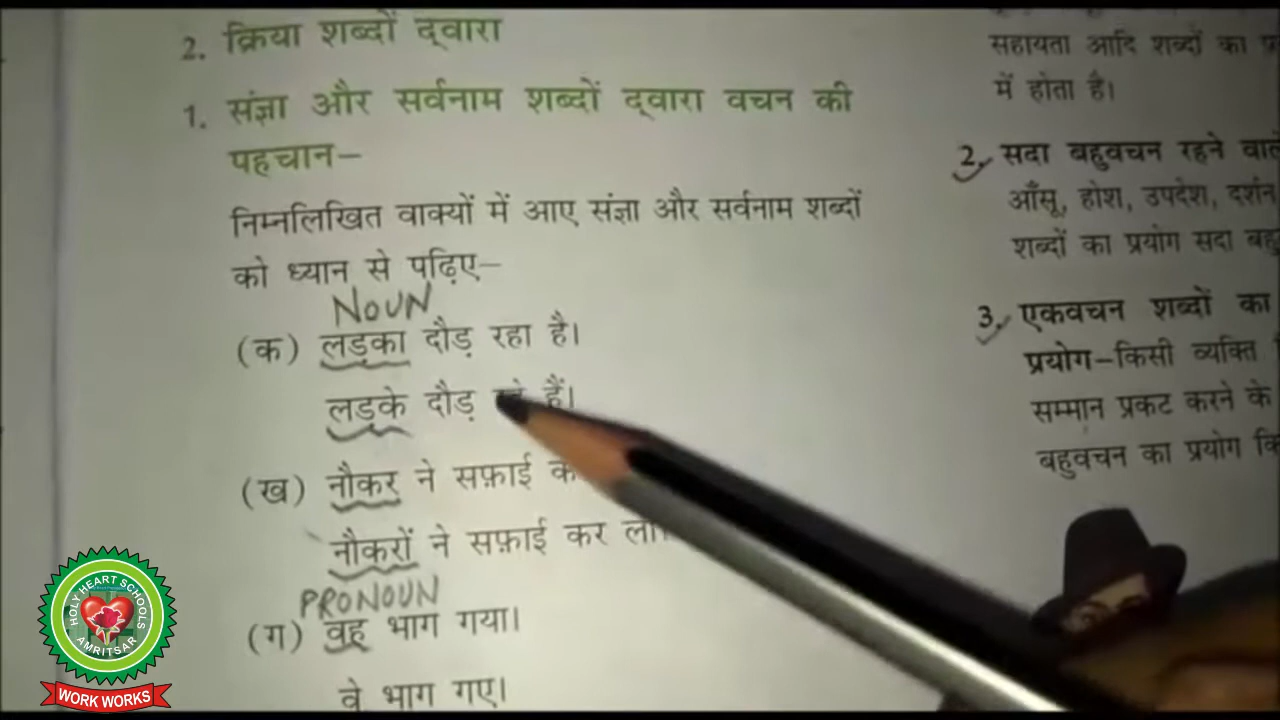 2. क्रिया शब्दों द्वारा
1. संज्ञा और सर्वनाम शब्दों द्वारा वचन की
पहचान–
निम्नलिखित वाक्यों में आए संज्ञा और सर्वनाम शब्दों
को ध्यान से पढ़िए–
NOUN
(क) लड़का दौड़ रहा है।
लड़के दौड़ हैं।
(ख) नौकर ने सफ़ाई
नौकरों ने सफ़ाई कर
PRONOUN
(ग) वह भाग गया।
वे भाग गए।
सहायता आदि शब्दों का
में होता है।
2. सदा बहुवचन रहने
आँसू, होश, उपदेश, दर्शन
शब्दों का प्रयोग सदा
3. एकवचन शब्दों का
प्रयोग–किसी व्यक्ति
सम्मान प्रकट करने के
बहुवचन का प्रयोग
HOLY HEART SCHOOLS
AMRITSAR
WORK WORKS